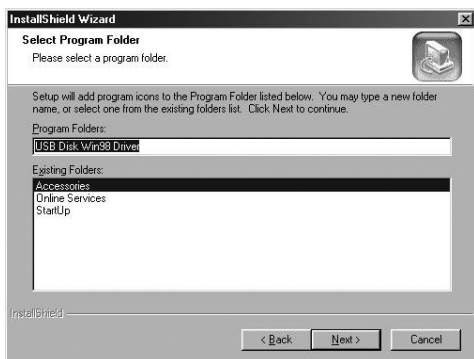 InstallShield Wizard
Select Program Folder
Please select a program folder.
Setup will add program icons to the Program Folder listed below. You may type a new folder
name, or select one from the existing folders list. Click Next to continue.
Program Folders:
USB Disk Win98 Driver
Existing Folders:
Accessories
Online Services
StartUp
InstallShield
< Back
Next >
Cancel